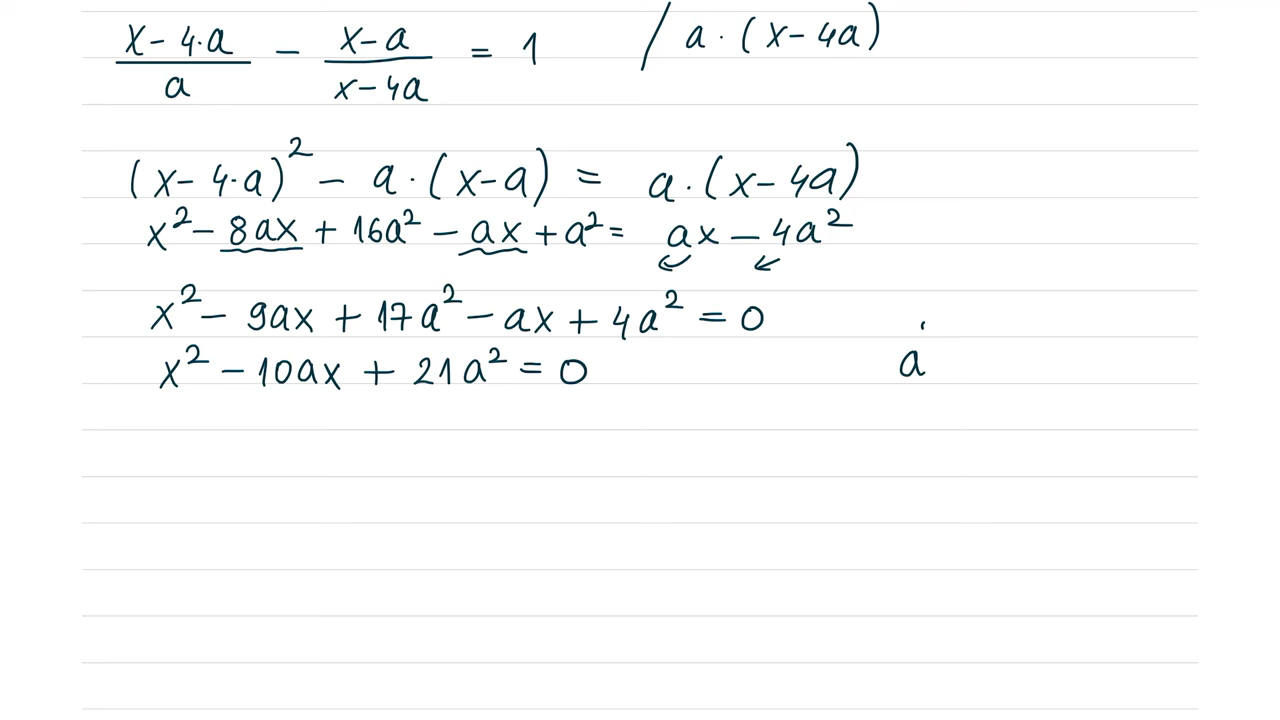 (x-4·a)/a - (x-a)/(x-4a) = 1 / a·(x-4a)
(x-4·a)² - a·(x-a) = a·(x-4a)
x² - 8ax + 16a² - ax + a² = ax - 4a²
x² - 9ax + 17a² - ax + 4a² = 0
x² - 10ax + 21a² = 0
a